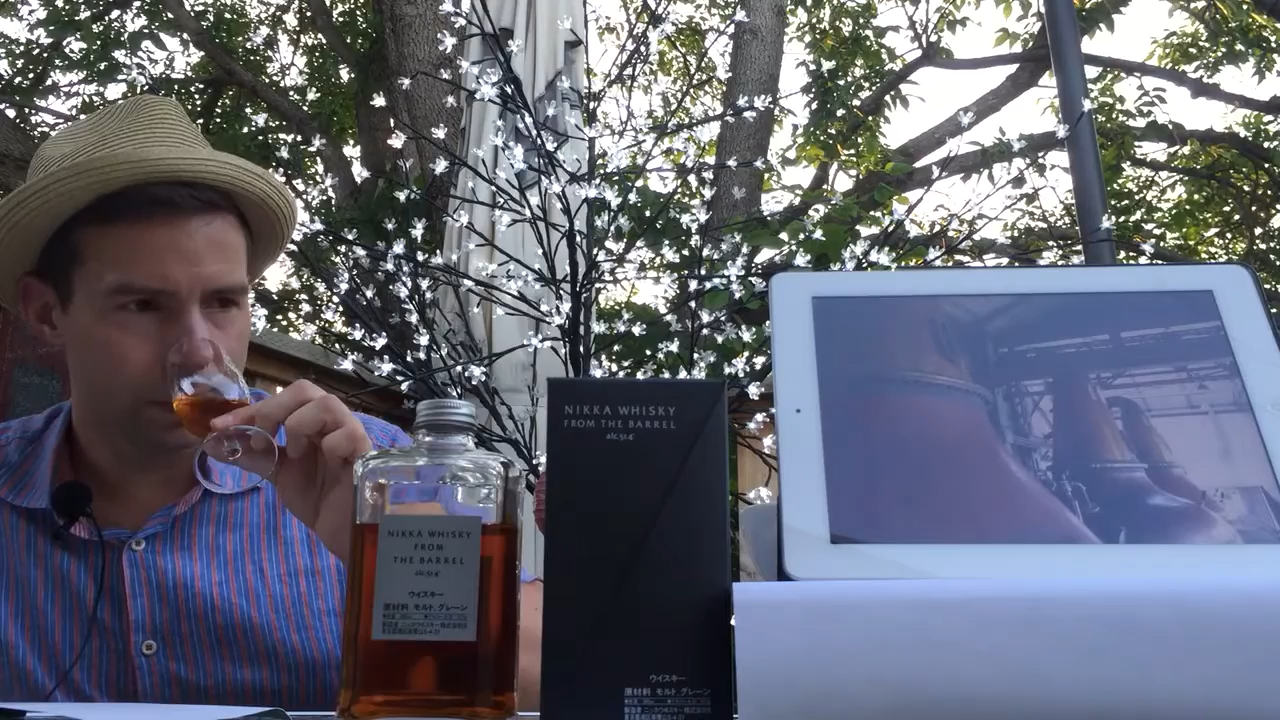 NIKKA WHISKY
FROM
THE BARREL
alc.51.4°
ウイスキー
原材料 モルト、グレーン
NIKKA WHISKY
FROM THE BARREL
alc.51.4°
ウイスキー
原材料 モルト、グレーン